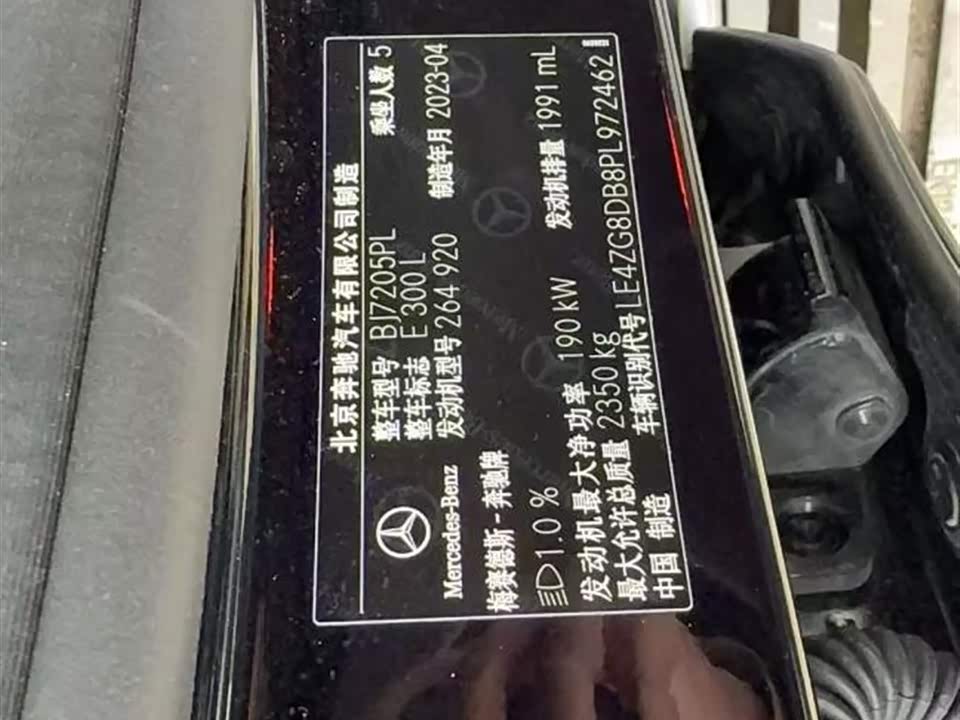 北京奔驰汽车有限公司制造
整车型号 BJ7205PL 乘坐人数 5
整车标志 E 300 L
发动机型号 264 920 制造年月 2023-04
Mercedes-Benz
梅赛德斯-奔驰牌
1.0 %
发动机最大净功率 190 kW 发动机排量 1991 mL
最大允许总质量 2350 kg
中国 制造 车辆识别代号 LE4ZG8DB8PL972462